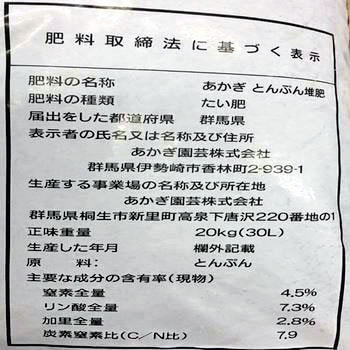 肥料取締法に基づく表示
肥料の名称 あかぎ とんぷん堆肥
肥料の種類 たい肥
届出をした都道府県 群馬県
表示者の氏名又は名称及び住所
あかぎ園芸株式会社
群馬県伊勢崎市香林町2-939-1
生産する事業場の名称及び所在地
あかぎ園芸株式会社
群馬県桐生市新里町高泉下唐沢220番地の1
正味重量 20kg(30L)
生産した年月 欄外記載
原料: とんぷん
主要な成分の含有率(現物)
窒素全量 4.5%
リン酸全量 7.3%
加里全量 2.8%
炭素窒素比(C/N比) 7.9